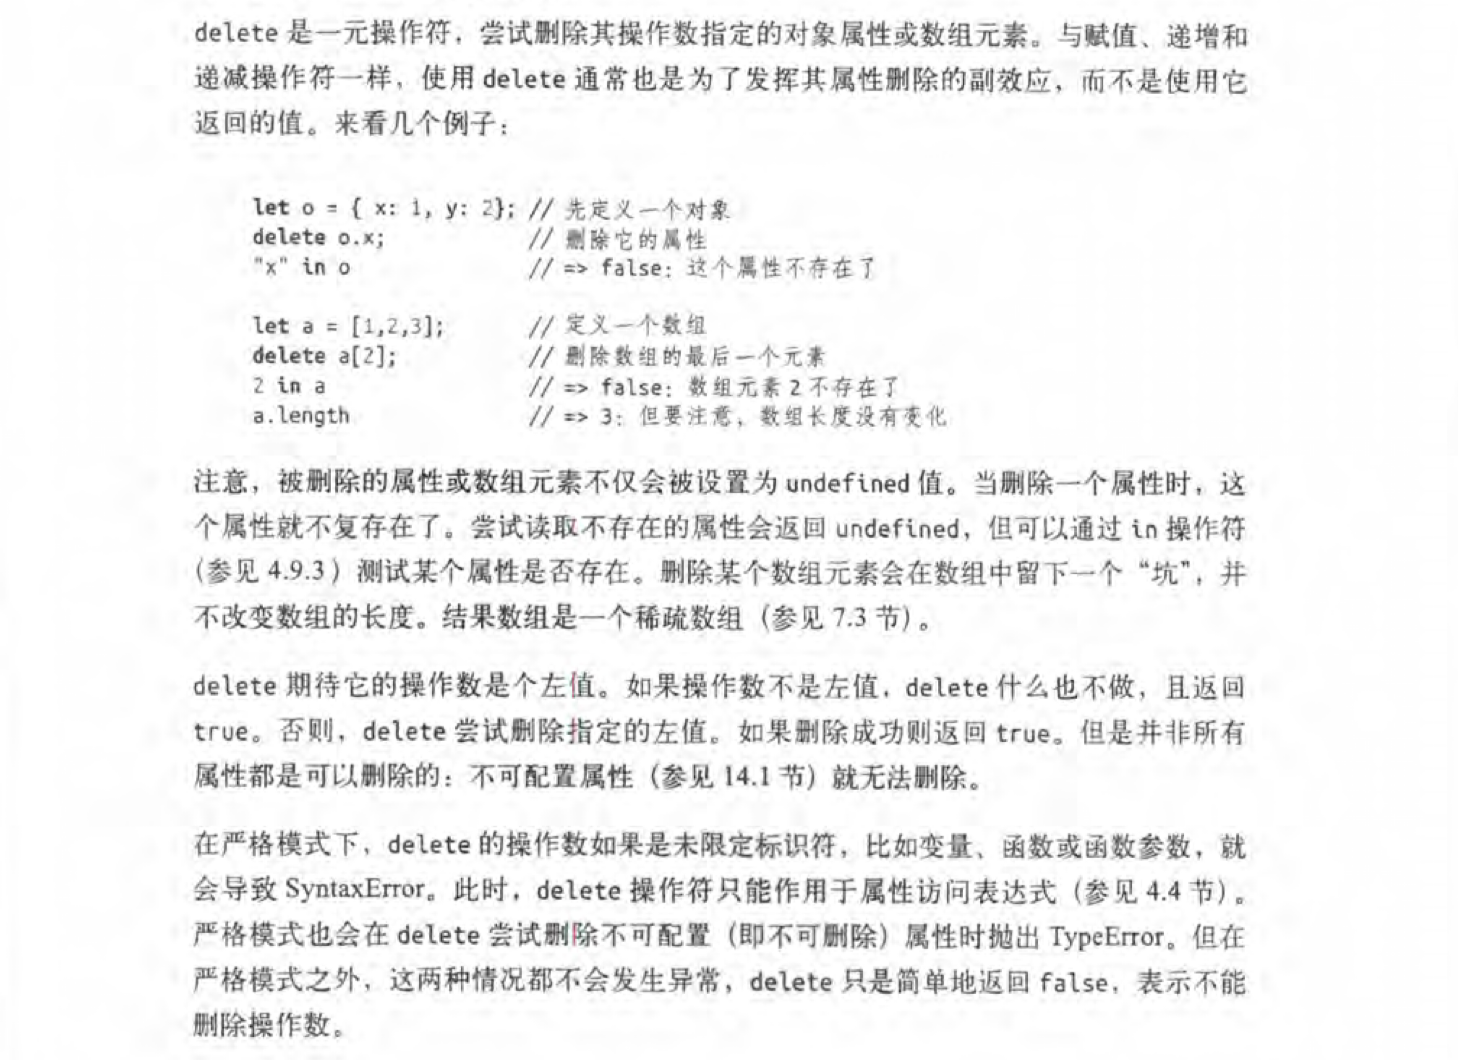 delete 是一元操作符，尝试删除其操作数指定的对象属性或数组元素。与赋值、递增和
递减操作符一样，使用 delete 通常也是为了发挥其属性删除的副效应，而不是使用它
返回的值。来看几个例子：
let o = { x: 1, y: 2}; // 先定义一个对象
delete o.x; // 删除它的属性
"x" in o // => false：这个属性不存在了
let a = [1,2,3]; // 定义一个数组
delete a[2]; // 删除数组的最后一个元素
2 in a // => false：数组元素 2 不存在了
a.length // => 3：但要注意，数组长度没有变化
注意，被删除的属性或数组元素不仅会被设置为 undefined 值。当删除一个属性时，这
个属性就不复存在了。尝试读取不存在的属性会返回 undefined，但可以通过 in 操作符
（参见 4.9.3）测试某个属性是否存在。删除某个数组元素会在数组中留下一个“坑”，并
不改变数组的长度。结果数组是一个稀疏数组（参见 7.3 节）。
delete 期待它的操作数是个左值。如果操作数不是左值，delete 什么也不做，且返回
true。否则，delete 尝试删除指定的左值。如果删除成功则返回 true。但是并非所有
属性都是可以删除的：不可配置属性（参见 14.1 节）就无法删除。
在严格模式下，delete 的操作数如果是未限定标识符，比如变量、函数或函数参数，就
会导致 SyntaxError。此时，delete 操作符只能作用于属性访问表达式（参见 4.4 节）。
严格模式也会在 delete 尝试删除不可配置（即不可删除）属性时抛出 TypeError。但在
严格模式之外，这两种情况都不会发生异常，delete 只是简单地返回 false，表示不能
删除操作数。